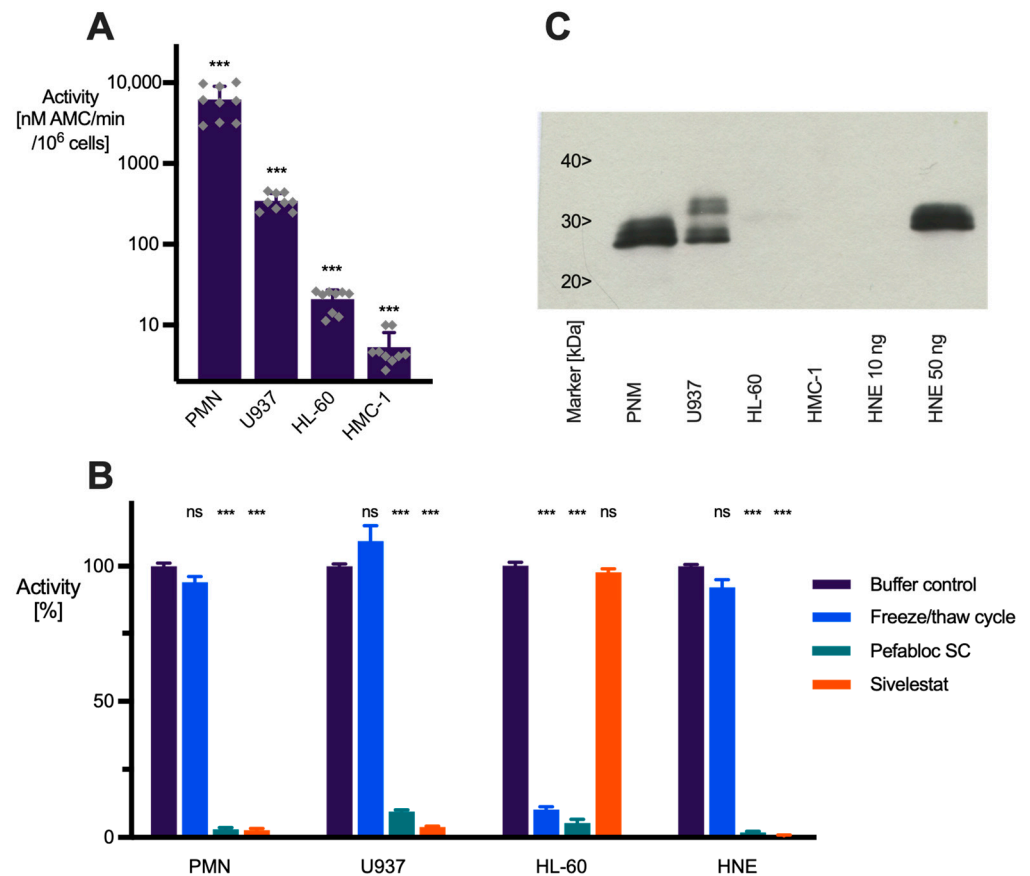 A
Activity
[nM AMC/min
/10⁶ cells]
10,000
1000
100
10
***
***
***
***
PMN
U937
HL-60
HMC-1
C
40>
30>
20>
Marker [kDa]
PNM
U937
HL-60
HMC-1
HNE 10 ng
HNE 50 ng
B
Activity
[%]
100
50
0
ns *** ***
ns *** ***
*** *** ns
ns *** ***
PMN
U937
HL-60
HNE
Buffer control
Freeze/thaw cycle
Pefabloc SC
Sivelestat